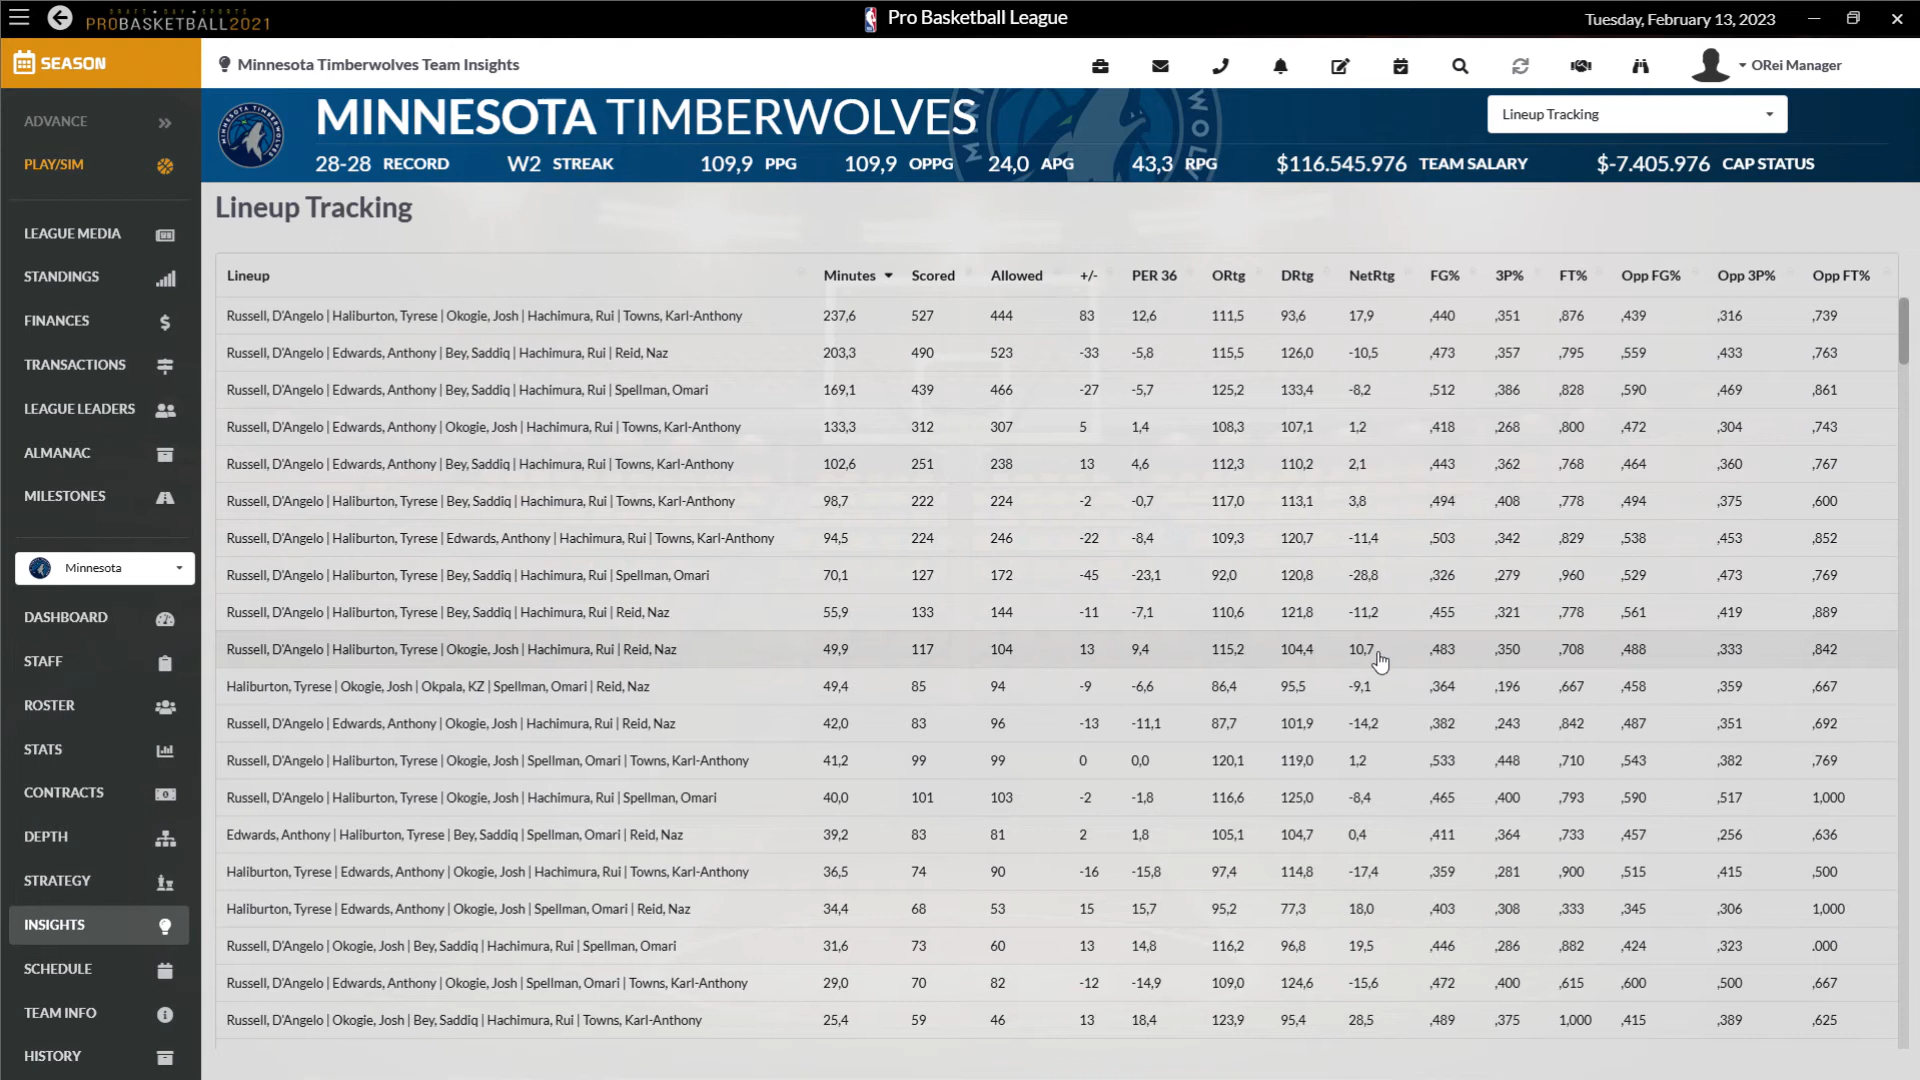 DRAFT DAY SPORTS
PROBASKETBALL2021
Pro Basketball League
Tuesday, February 13, 2023
SEASON
Minnesota Timberwolves Team Insights
ORei Manager
ADVANCE
PLAY/SIM
LEAGUE MEDIA
STANDINGS
FINANCES
TRANSACTIONS
LEAGUE LEADERS
ALMANAC
MILESTONES
Minnesota
DASHBOARD
STAFF
ROSTER
STATS
CONTRACTS
DEPTH
STRATEGY
INSIGHTS
SCHEDULE
TEAM INFO
HISTORY
MINNESOTA TIMBERWOLVES
Lineup Tracking
28-28 RECORD W2 STREAK 109,9 PPG 109,9 OPPG 24,0 APG 43,3 RPG $116.545.976 TEAM SALARY $-7.405.976 CAP STATUS
Lineup Tracking
Lineup Minutes Scored Allowed +/- PER 36 ORtg DRtg NetRtg FG% 3P% FT% Opp FG% Opp 3P% Opp FT%
Russell, D'Angelo | Haliburton, Tyrese | Okogie, Josh | Hachimura, Rui | Towns, Karl-Anthony 237,6 527 444 83 12,6 111,5 93,6 17,9 ,440 ,351 ,876 ,439 ,316 ,739
Russell, D'Angelo | Edwards, Anthony | Bey, Saddiq | Hachimura, Rui | Reid, Naz 203,3 490 523 -33 -5,8 115,5 126,0 -10,5 ,473 ,357 ,795 ,559 ,433 ,763
Russell, D'Angelo | Edwards, Anthony | Bey, Saddiq | Hachimura, Rui | Spellman, Omari 169,1 439 466 -27 -5,7 125,2 133,4 -8,2 ,512 ,386 ,828 ,590 ,469 ,861
Russell, D'Angelo | Edwards, Anthony | Okogie, Josh | Hachimura, Rui | Towns, Karl-Anthony 133,3 312 307 5 1,4 108,3 107,1 1,2 ,418 ,268 ,800 ,472 ,304 ,743
Russell, D'Angelo | Edwards, Anthony | Bey, Saddiq | Hachimura, Rui | Towns, Karl-Anthony 102,6 251 238 13 4,6 112,3 110,2 2,1 ,443 ,362 ,768 ,464 ,360 ,767
Russell, D'Angelo | Haliburton, Tyrese | Bey, Saddiq | Hachimura, Rui | Towns, Karl-Anthony 98,7 222 224 -2 -0,7 117,0 113,1 3,8 ,494 ,408 ,778 ,494 ,375 ,600
Russell, D'Angelo | Haliburton, Tyrese | Edwards, Anthony | Hachimura, Rui | Towns, Karl-Anthony 94,5 224 246 -22 -8,4 109,3 120,7 -11,4 ,503 ,342 ,829 ,538 ,453 ,852
Russell, D'Angelo | Haliburton, Tyrese | Bey, Saddiq | Hachimura, Rui | Spellman, Omari 70,1 127 172 -45 -23,1 92,0 120,8 -28,8 ,326 ,279 ,960 ,529 ,473 ,769
Russell, D'Angelo | Haliburton, Tyrese | Bey, Saddiq | Hachimura, Rui | Reid, Naz 55,9 133 144 -11 -7,1 110,6 121,8 -11,2 ,455 ,321 ,778 ,561 ,419 ,889
Russell, D'Angelo | Haliburton, Tyrese | Okogie, Josh | Hachimura, Rui | Reid, Naz 49,9 117 104 13 9,4 115,2 104,4 10,7 ,483 ,350 ,708 ,488 ,333 ,842
Haliburton, Tyrese | Okogie, Josh | Okpala, KZ | Spellman, Omari | Reid, Naz 49,4 85 94 -9 -6,6 86,4 95,5 -9,1 ,364 ,196 ,667 ,458 ,359 ,667
Russell, D'Angelo | Edwards, Anthony | Okogie, Josh | Hachimura, Rui | Reid, Naz 42,0 83 96 -13 -11,1 87,7 101,9 -14,2 ,382 ,243 ,842 ,487 ,351 ,692
Russell, D'Angelo | Haliburton, Tyrese | Okogie, Josh | Spellman, Omari | Towns, Karl-Anthony 41,2 99 99 0 0,0 120,1 119,0 1,2 ,533 ,448 ,710 ,543 ,382 ,769
Russell, D'Angelo | Haliburton, Tyrese | Okogie, Josh | Hachimura, Rui | Spellman, Omari 40,0 101 103 -2 -1,8 116,6 125,0 -8,4 ,465 ,400 ,793 ,590 ,517 1,000
Edwards, Anthony | Haliburton, Tyrese | Bey, Saddiq | Spellman, Omari | Reid, Naz 39,2 83 81 2 1,8 105,1 104,7 0,4 ,411 ,364 ,733 ,457 ,256 ,636
Haliburton, Tyrese | Edwards, Anthony | Okogie, Josh | Hachimura, Rui | Towns, Karl-Anthony 36,5 74 90 -16 -15,8 97,4 114,8 -17,4 ,359 ,281 ,900 ,515 ,415 ,500
Haliburton, Tyrese | Edwards, Anthony | Okogie, Josh | Spellman, Omari | Reid, Naz 34,4 68 53 15 15,7 95,2 77,3 18,0 ,403 ,308 ,333 ,345 ,306 1,000
Russell, D'Angelo | Okogie, Josh | Bey, Saddiq | Hachimura, Rui | Spellman, Omari 31,6 73 60 13 14,8 116,2 96,8 19,5 ,446 ,286 ,882 ,424 ,323 .000
Russell, D'Angelo | Edwards, Anthony | Okogie, Josh | Spellman, Omari | Towns, Karl-Anthony 29,0 70 82 -12 -14,9 109,0 124,6 -15,6 ,472 ,400 ,615 ,600 ,500 ,667
Russell, D'Angelo | Okogie, Josh | Bey, Saddiq | Hachimura, Rui | Towns, Karl-Anthony 25,4 59 46 13 18,4 123,9 95,4 28,5 ,489 ,375 1,000 ,415 ,389 ,625